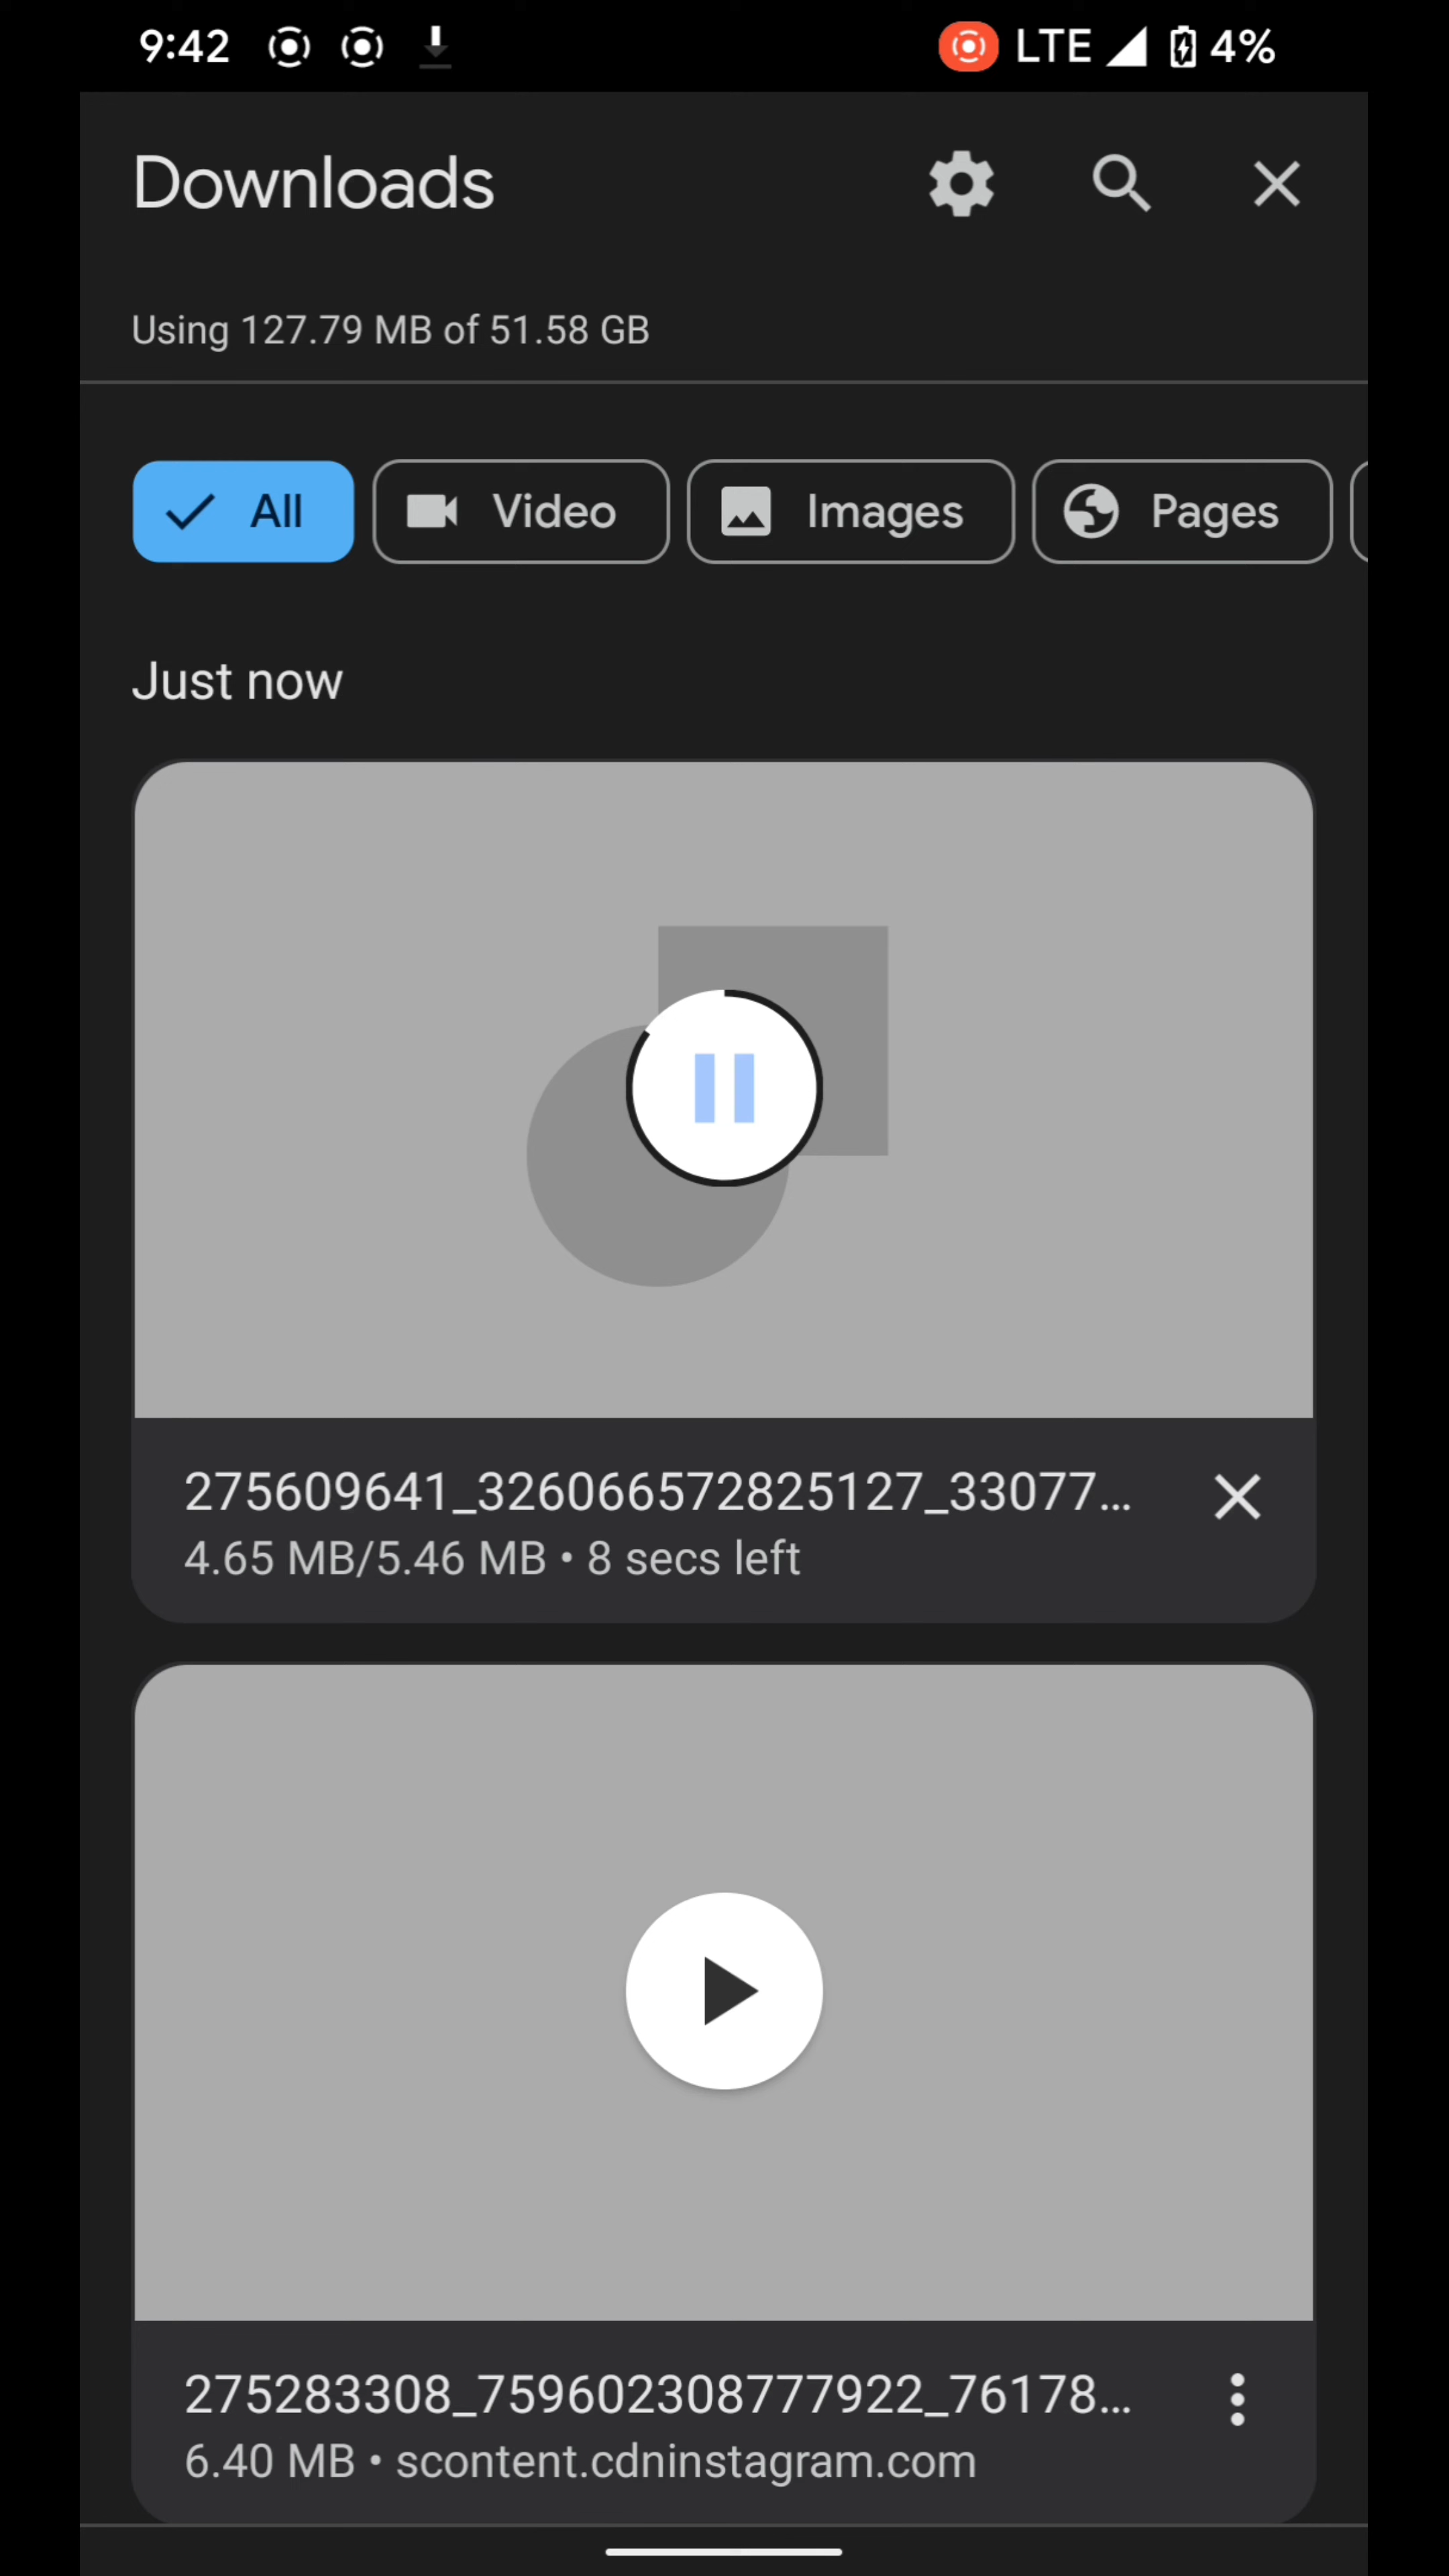 9:42 LTE 4%
Downloads
Using 127.79 MB of 51.58 GB
All Video Images Pages
Just now
275609641_326066572825127_33077...
4.65 MB/5.46 MB • 8 secs left
275283308_759602308777922_76178...
6.40 MB • scontent.cdninstagram.com